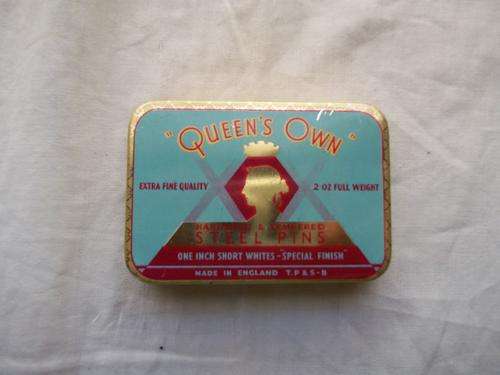 "QUEEN'S OWN"
EXTRA FINE QUALITY
2 OZ FULL WEIGHT
HARDENED & TEMPERED
STEEL PINS
ONE INCH SHORT WHITES-"SPECIAL FINISH"
MADE IN ENGLAND T.P & S-B